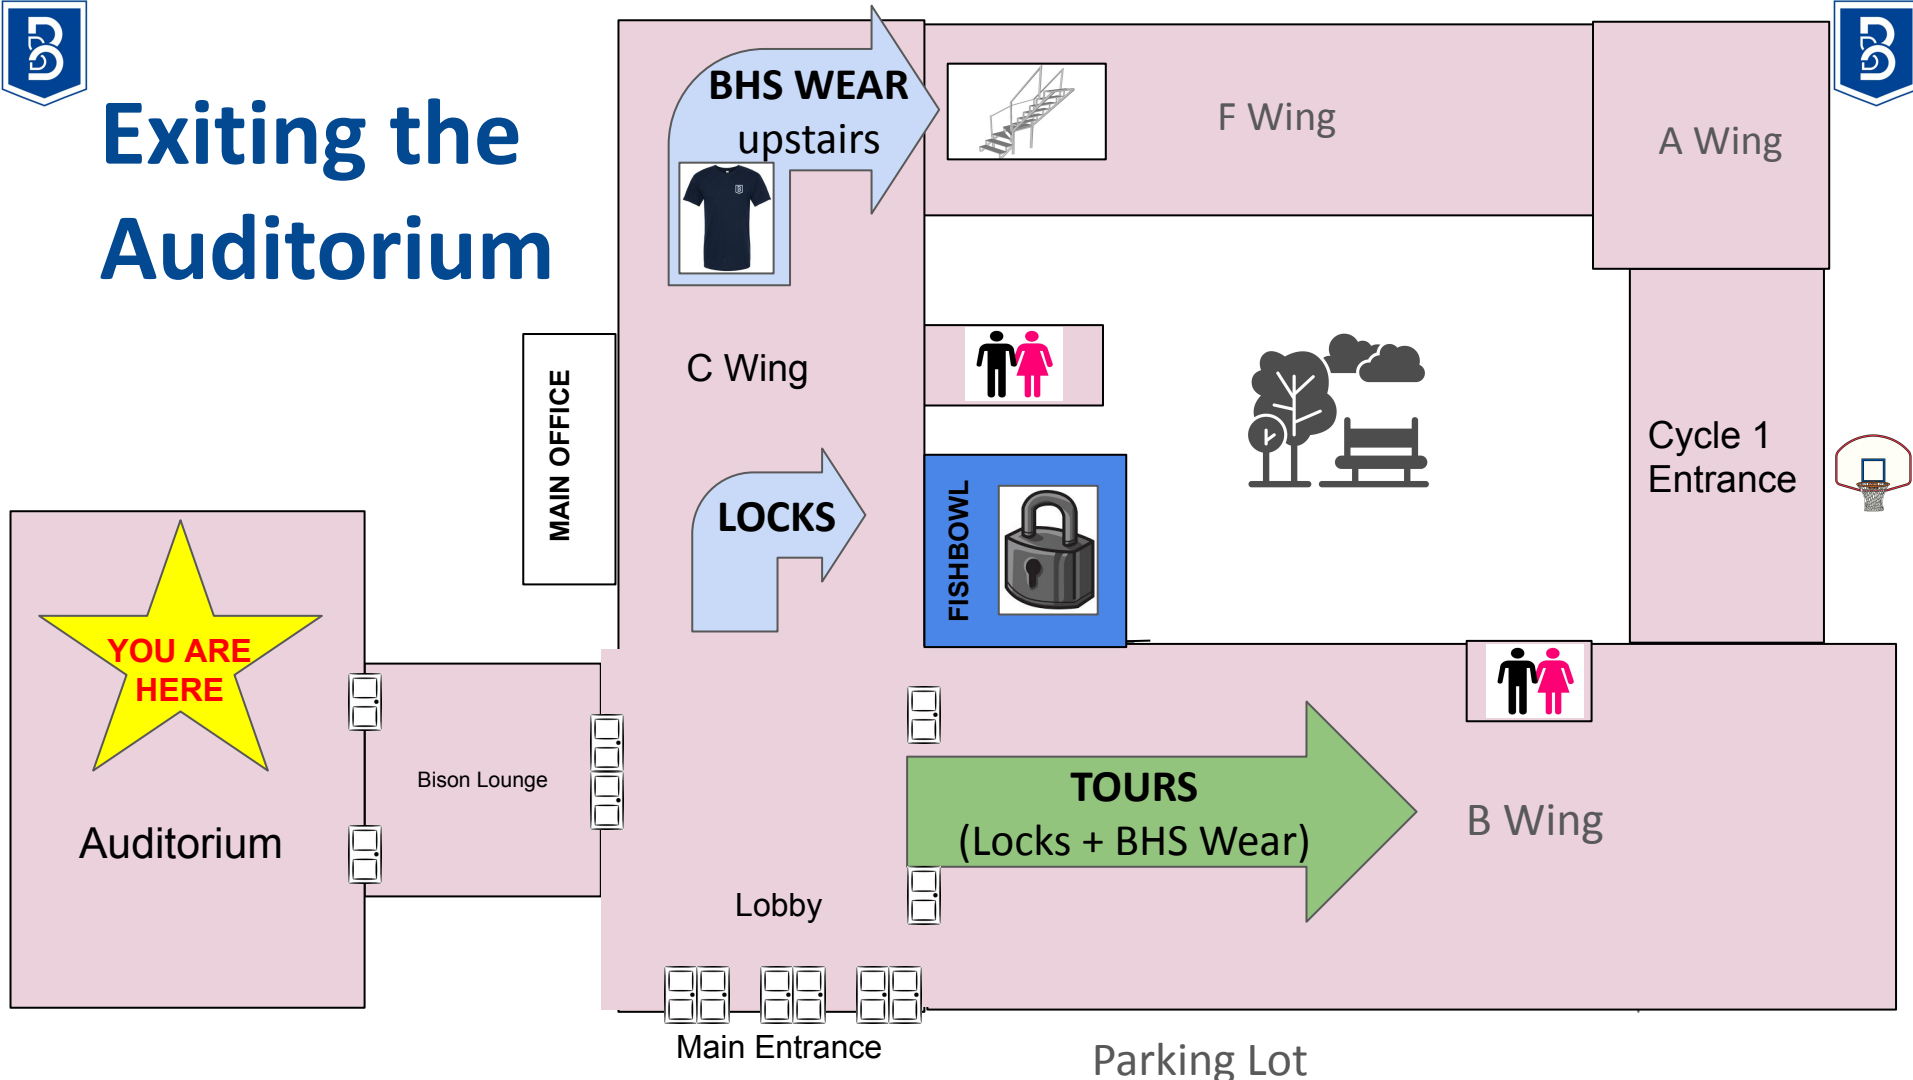 Exiting the
Auditorium
BHS WEAR
upstairs
F Wing
A Wing
C Wing
MAIN OFFICE
LOCKS
FISHBOWL
Cycle 1
Entrance
YOU ARE
HERE
Auditorium
Bison Lounge
TOURS
(Locks + BHS Wear)
B Wing
Lobby
Main Entrance
Parking Lot